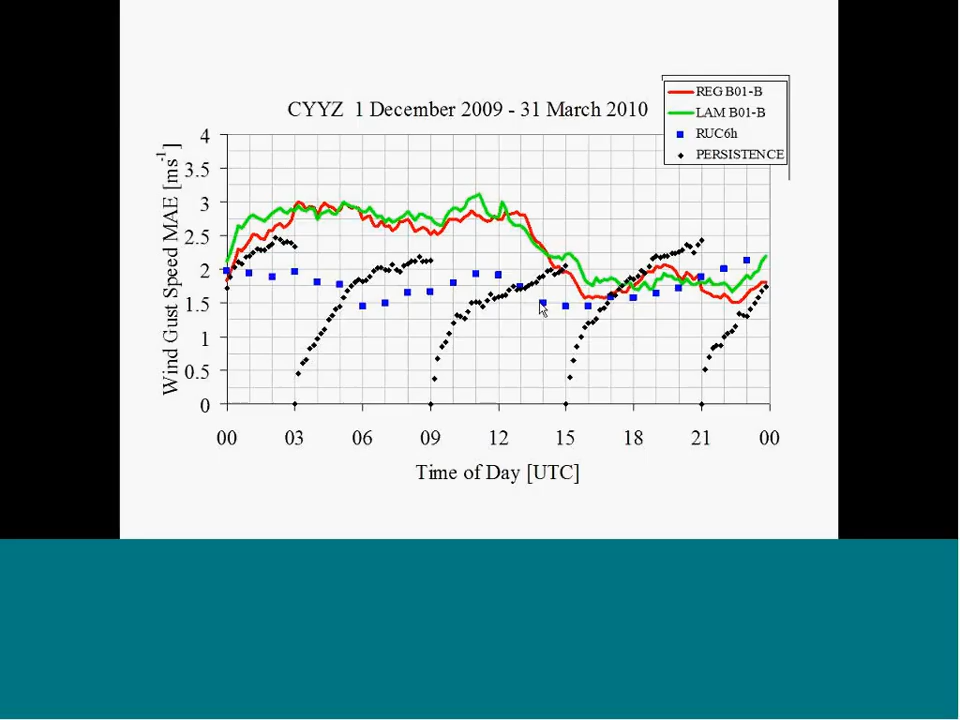 CYYZ 1 December 2009 - 31 March 2010
REG B01-B
LAM B01-B
RUC6h
PERSISTENCE
Wind Gust Speed MAE [ms-1]
4
3.5
3
2.5
2
1.5
1
0.5
0
00 03 06 09 12 15 18 21 00
Time of Day [UTC]